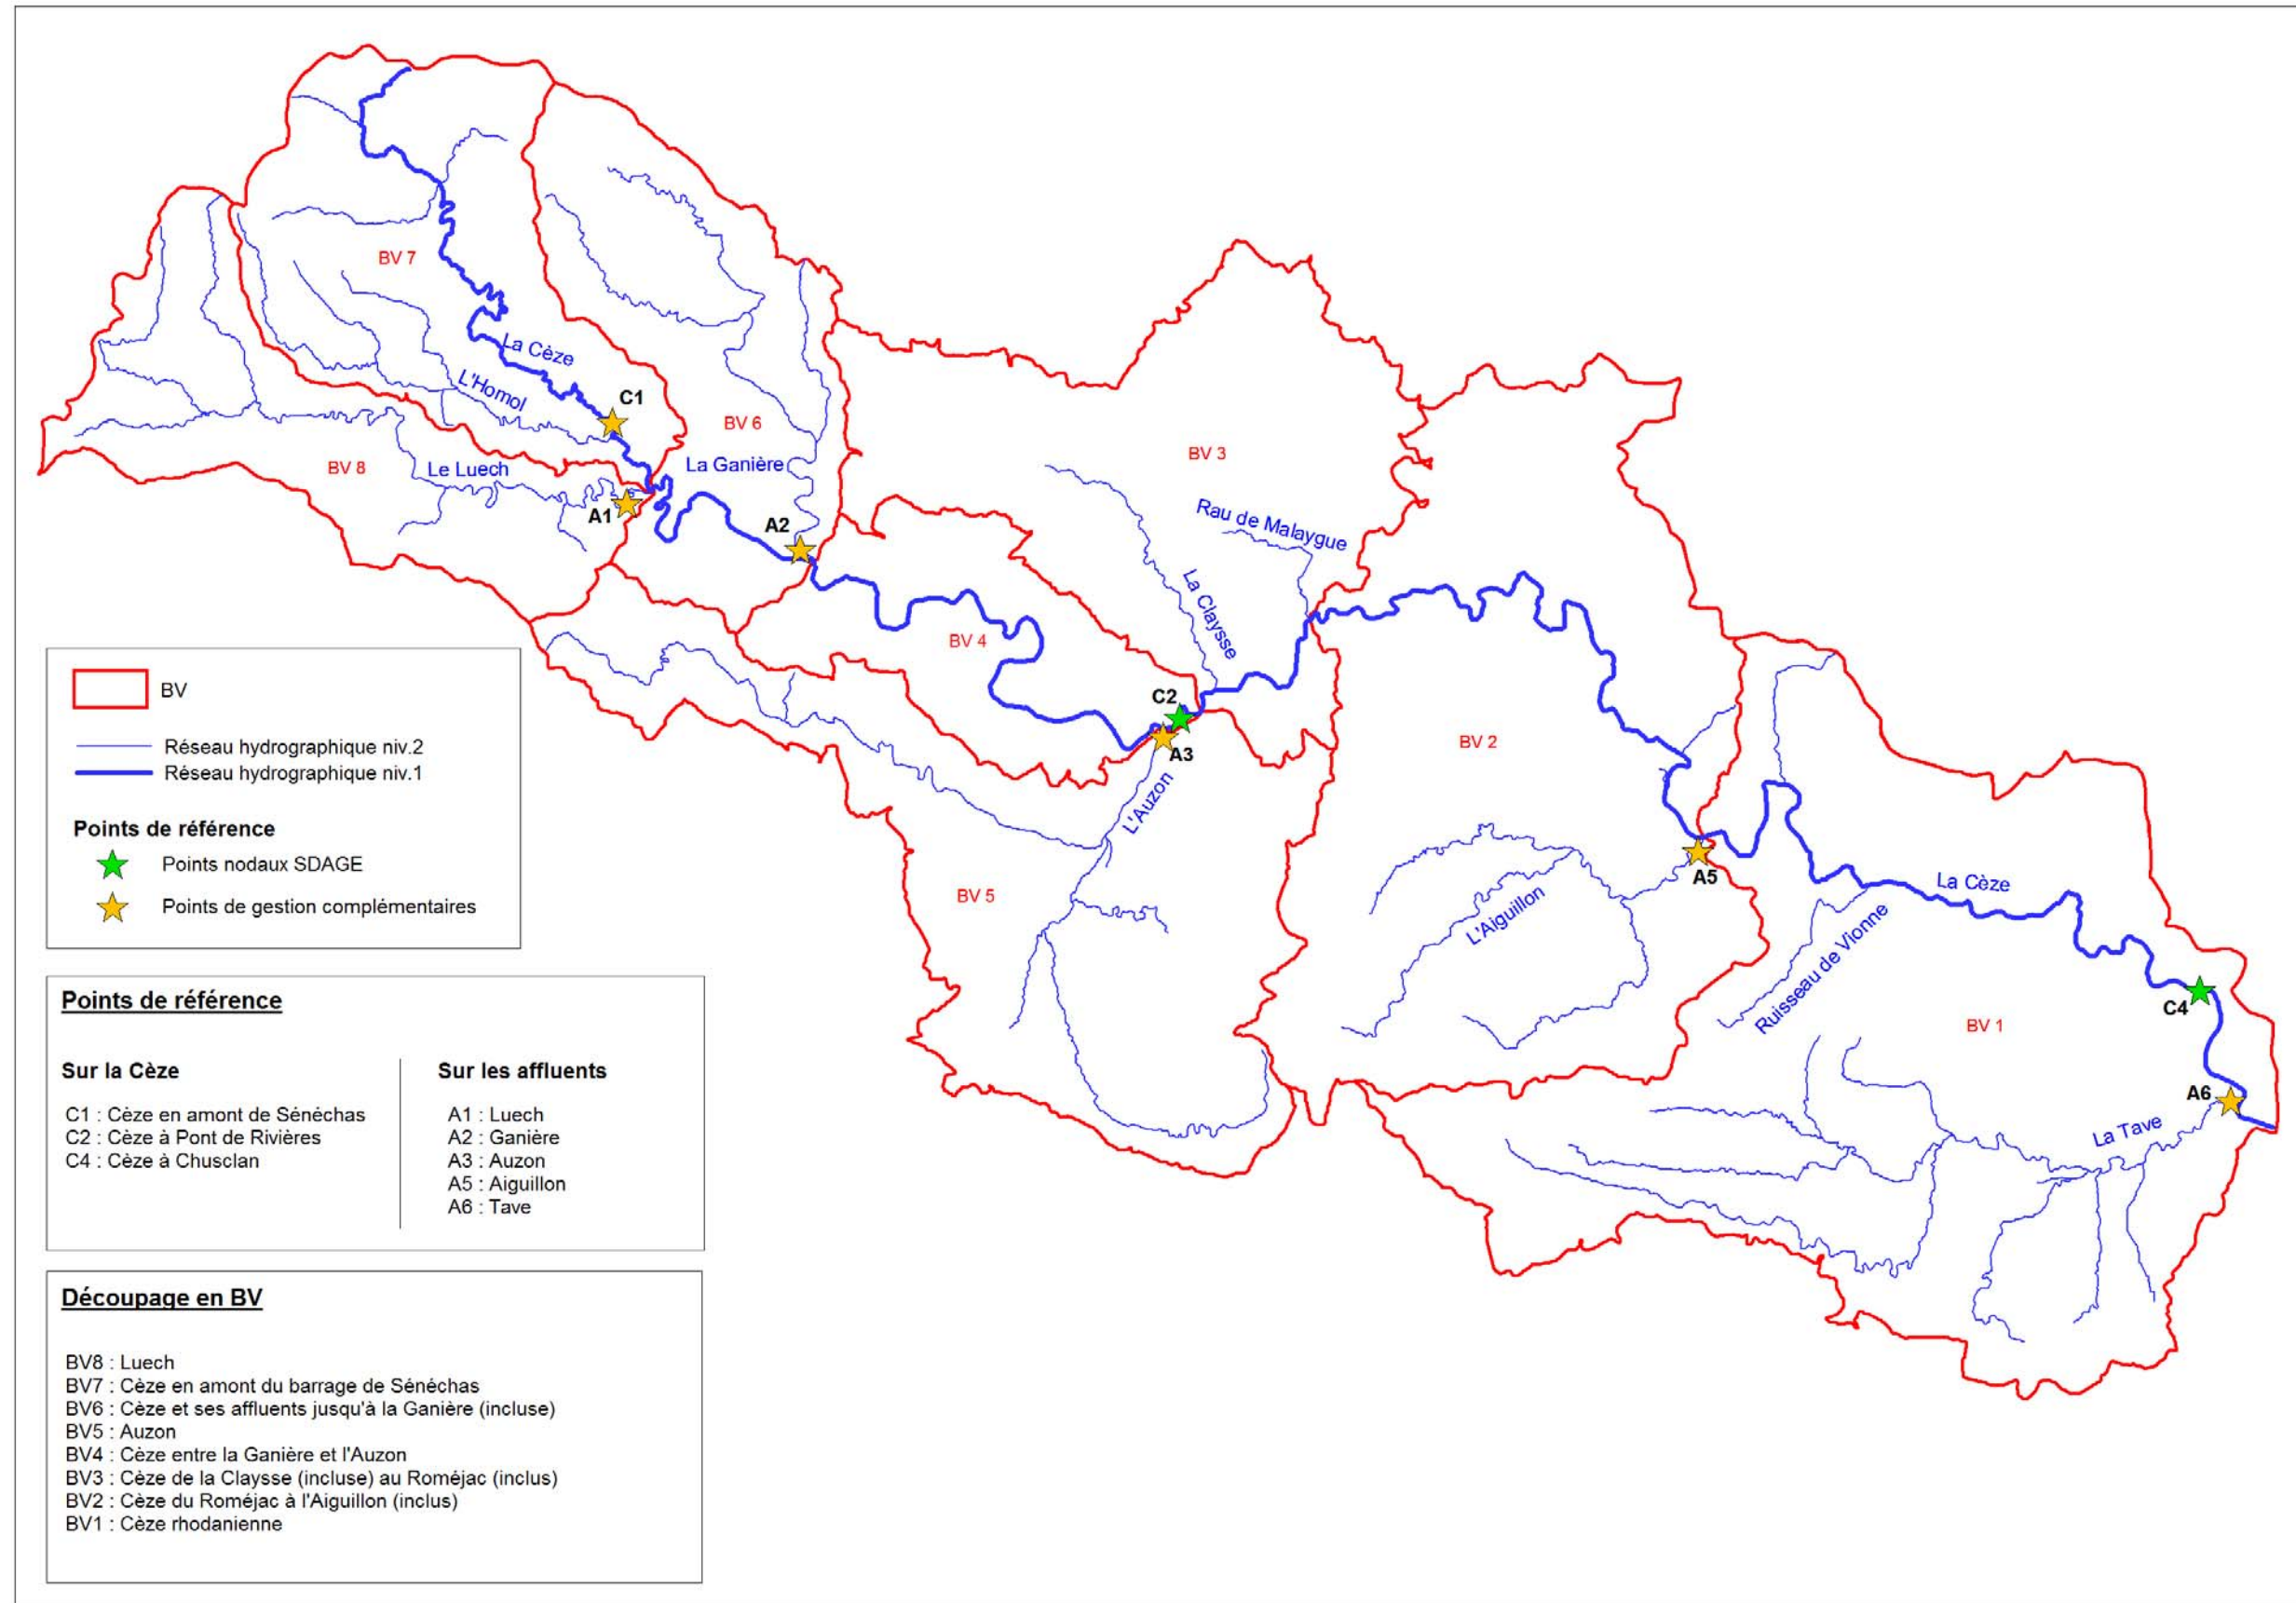 BV 7
La Cèze
L'Homol
C1
BV 6
BV 8
Le Luech
La Ganière
A1
A2
BV 3
Rau de Malaygue
La Claysse
BV 4
C2
A3
L'Auzon
BV 2
BV 5
A5
L'Aiguillon
La Cèze
Ruisseau de Vionne
C4
BV 1
A6
La Tave
BV
Réseau hydrographique niv.2
Réseau hydrographique niv.1
Points de référence
Points nodaux SDAGE
Points de gestion complémentaires
Points de référence
Sur la Cèze
C1 : Cèze en amont de Sénéchas
C2 : Cèze à Pont de Rivières
C4 : Cèze à Chusclan
Sur les affluents
A1 : Luech
A2 : Ganière
A3 : Auzon
A5 : Aiguillon
A6 : Tave
Découpage en BV
BV8 : Luech
BV7 : Cèze en amont du barrage de Sénéchas
BV6 : Cèze et ses affluents jusqu'à la Ganière (incluse)
BV5 : Auzon
BV4 : Cèze entre la Ganière et l'Auzon
BV3 : Cèze de la Claysse (incluse) au Roméjac (inclus)
BV2 : Cèze du Roméjac à l'Aiguillon (inclus)
BV1 : Cèze rhodanienne